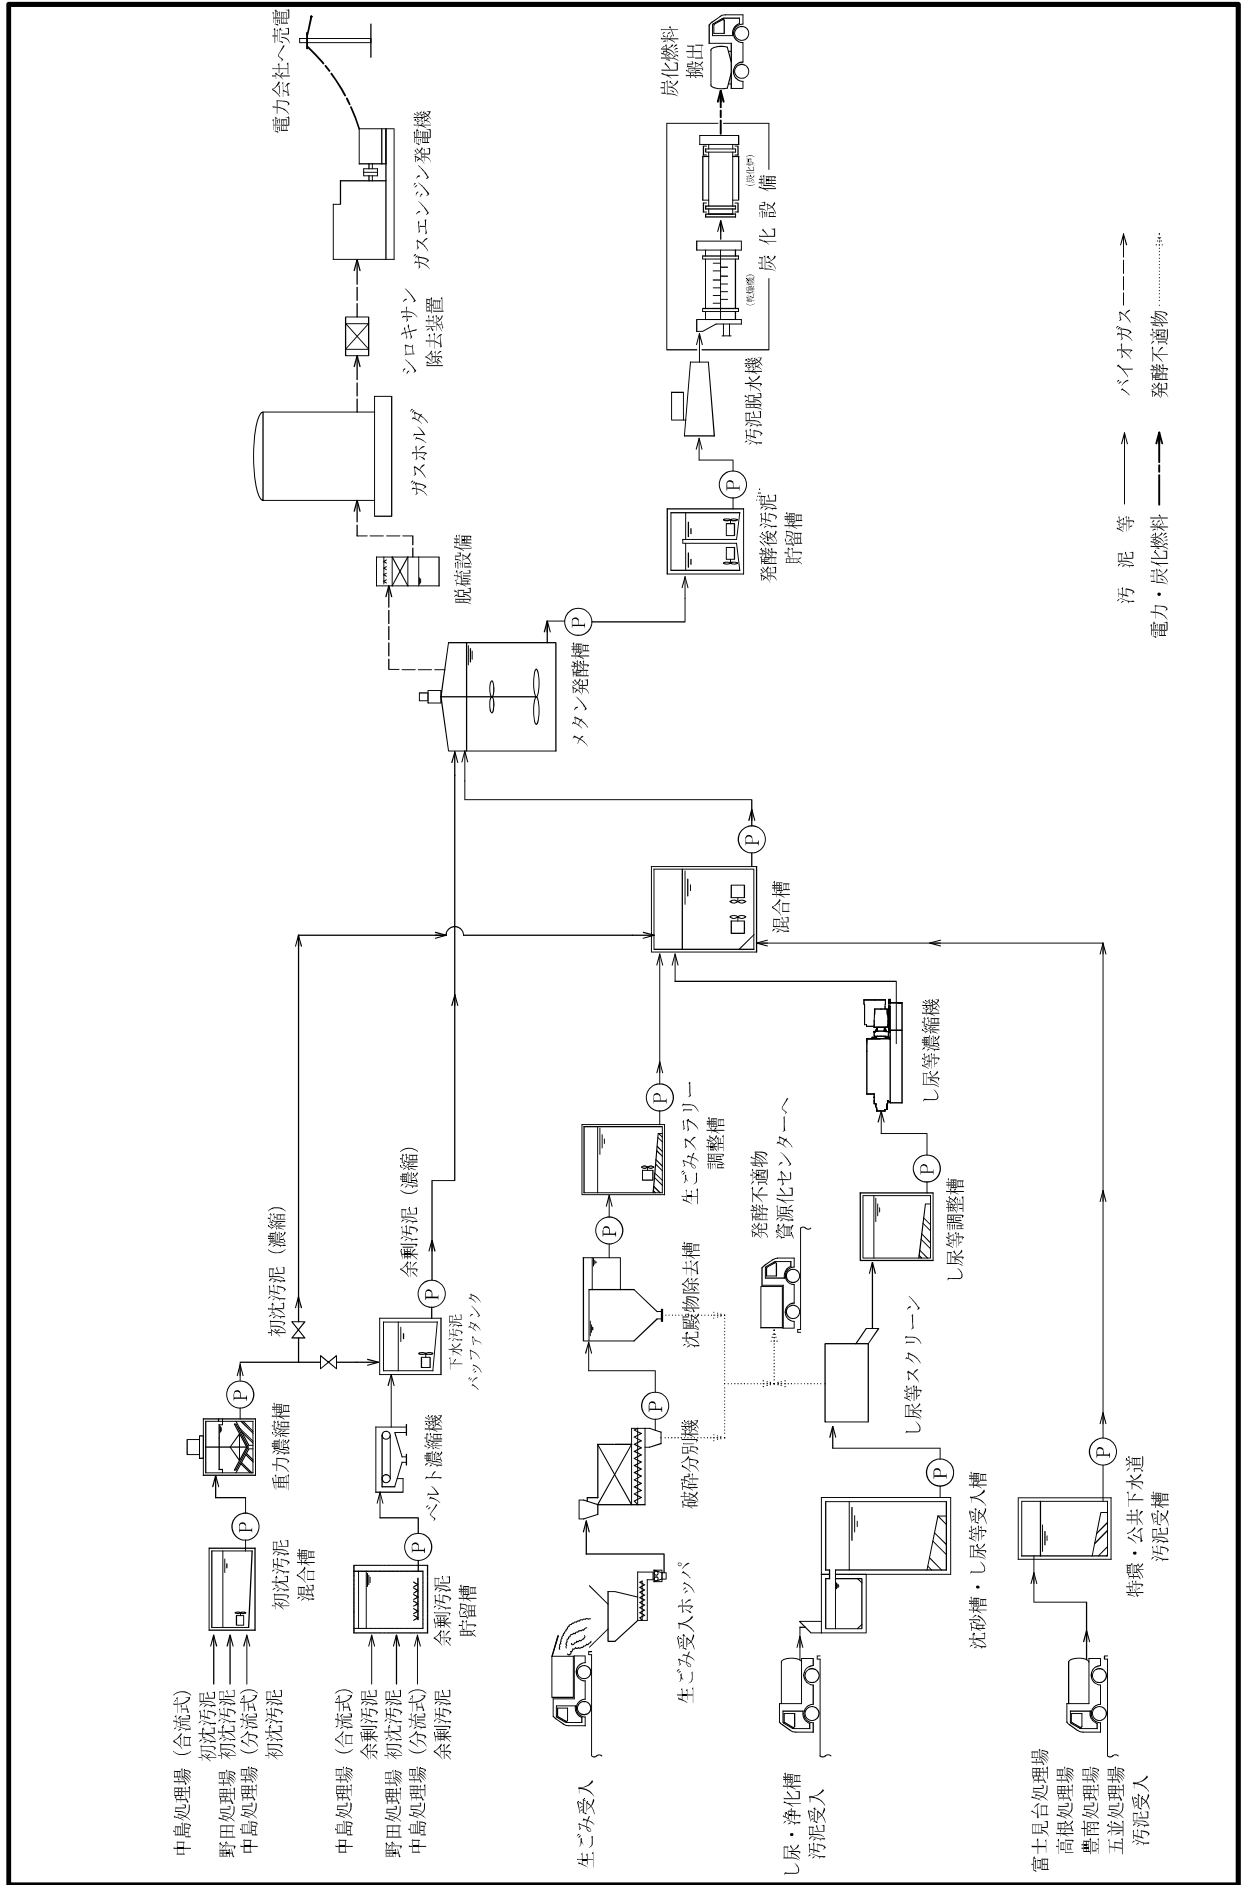 中島処理場（合流式）
初沈汚泥
野田処理場 初沈汚泥
中島処理場（分流式）
初沈汚泥
初沈汚泥
混合槽
P
重力濃縮槽
P
初沈汚泥（濃縮）
中島処理場（合流式）
余剰汚泥
野田処理場 初沈汚泥
中島処理場（分流式）
余剰汚泥
余剰汚泥
貯留槽
P
ベルト濃縮機
下水汚泥
バッファタンク
P
余剰汚泥（濃縮）
生ごみ受入
生ごみ受入ホッパ
破砕分別機
P
沈殿物除去槽
P
生ごみスラリー
調整槽
P
発酵不適物
資源化センターへ
し尿・浄化槽
汚泥受入
沈砂槽・し尿等受入槽
P
し尿等スクリーン
し尿等調整槽
P
し尿等濃縮機
富士見台処理場
高根処理場
豊南処理場
五並処理場
汚泥受入
特環・公共下水道
汚泥受槽
P
混合槽
P
メタン発酵槽
P
脱硫設備
ガスホルダ
シロキサン
除去装置
ガスエンジン発電機
電力会社へ売電
発酵後汚泥
貯留槽
P
汚泥脱水機
(乾燥機)
(炭化炉)
炭化設備
炭化燃料
搬出
汚泥等
バイオガス
電力・炭化燃料
発酵不適物